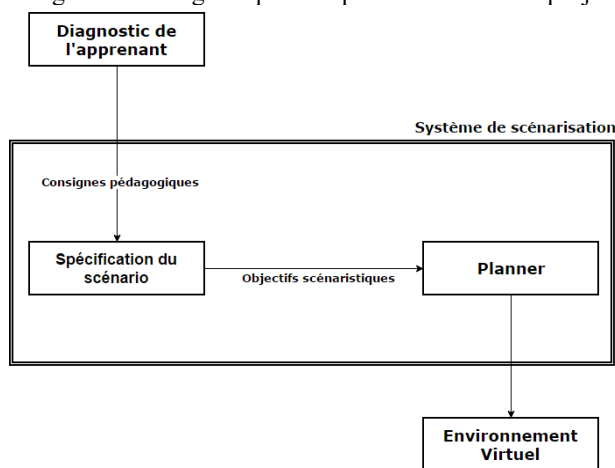 Diagnostic de
l'apprenant
Système de scénarisation
Consignes pédagogiques
Spécification du
scénario
Objectifs scénaristiques
Planner
Environnement
Virtuel